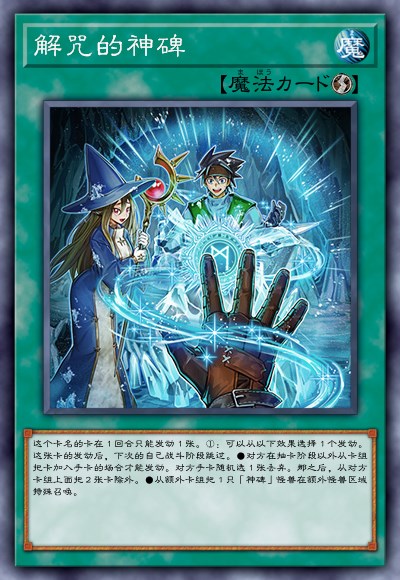 解咒的神碑
魔
【魔法カード】
ま ほう
这个卡名的卡在1回合只能发动1张。①：可以从以下效果选择1个发动。
这张卡的发动后，下次的自己战斗阶段跳过。●对方在抽卡阶段以外从卡组
把卡加入手卡的场合才能发动。对方手卡随机选1张丢弃。那之后，从对方
卡组上面把2张卡除外。●从额外卡组把1只「神碑」怪兽在额外怪兽区域
特殊召唤。